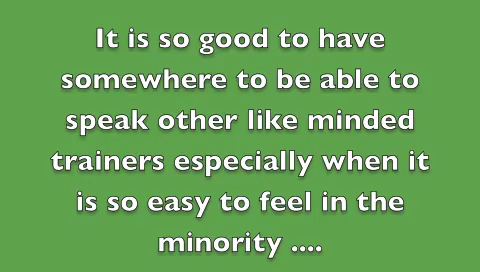 It is so good to have
somewhere to be able to
speak other like minded
trainers especially when it
is so easy to feel in the
minority ....